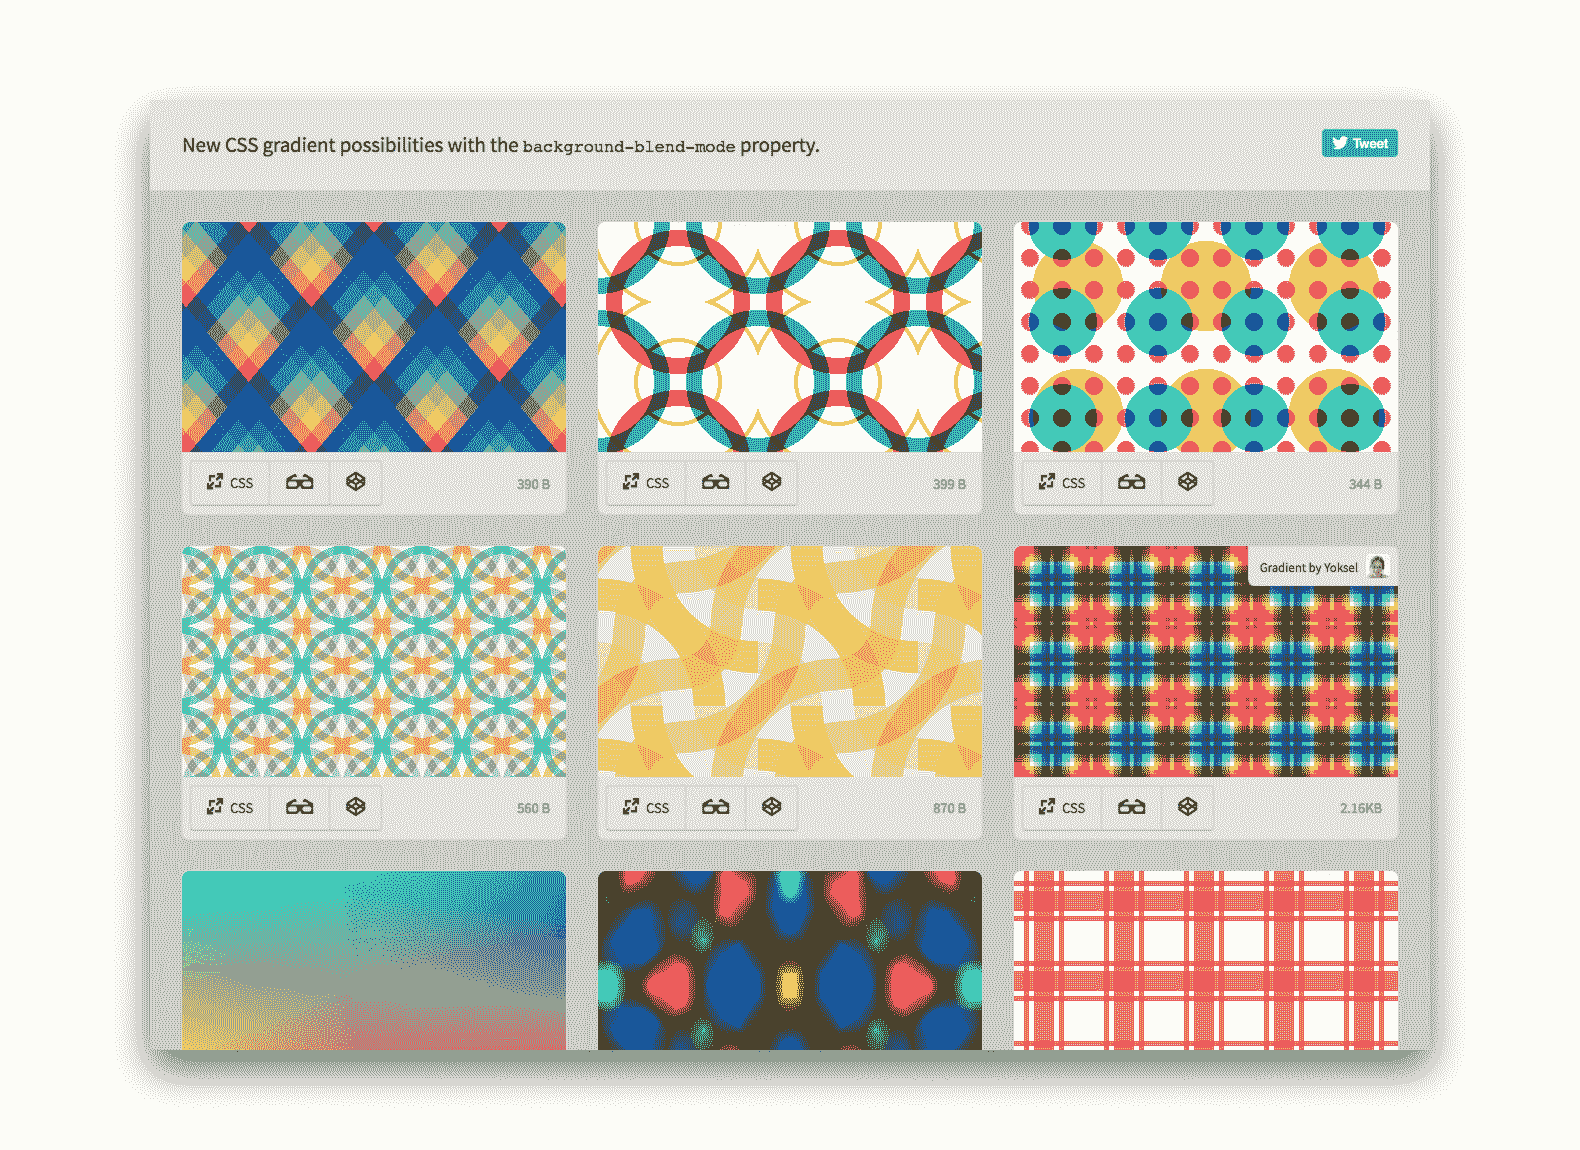 New CSS gradient possibilities with the background-blend-mode property.
Tweet
CSS
390 B
CSS
399 B
CSS
344 B
Gradient by Yoksel
CSS
560 B
CSS
870 B
CSS
2.16KB